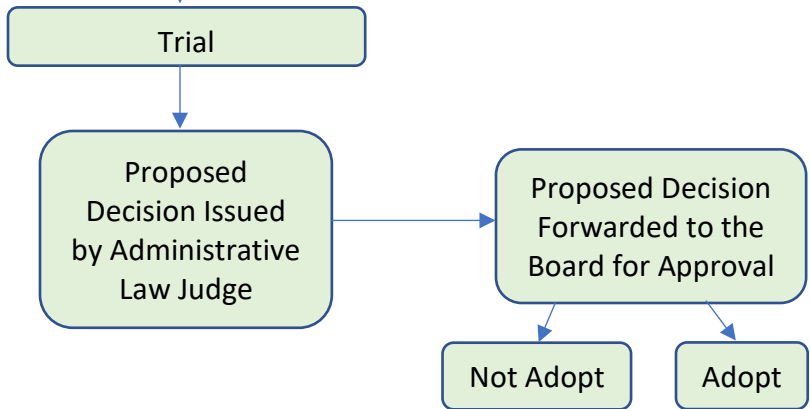 Trial
Proposed
Decision Issued
by Administrative
Law Judge
Proposed Decision
Forwarded to the
Board for Approval
Not Adopt
Adopt